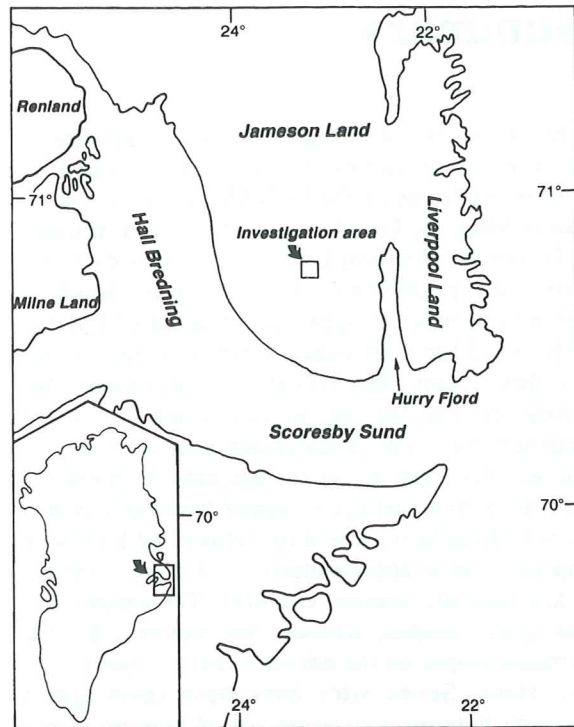 24°
22°
Renland
Jameson Land
71°
71°
Hall Bredning
Liverpool Land
Investigation area
Milne Land
Hurry Fjord
Scoresby Sund
70°
70°
24°
22°